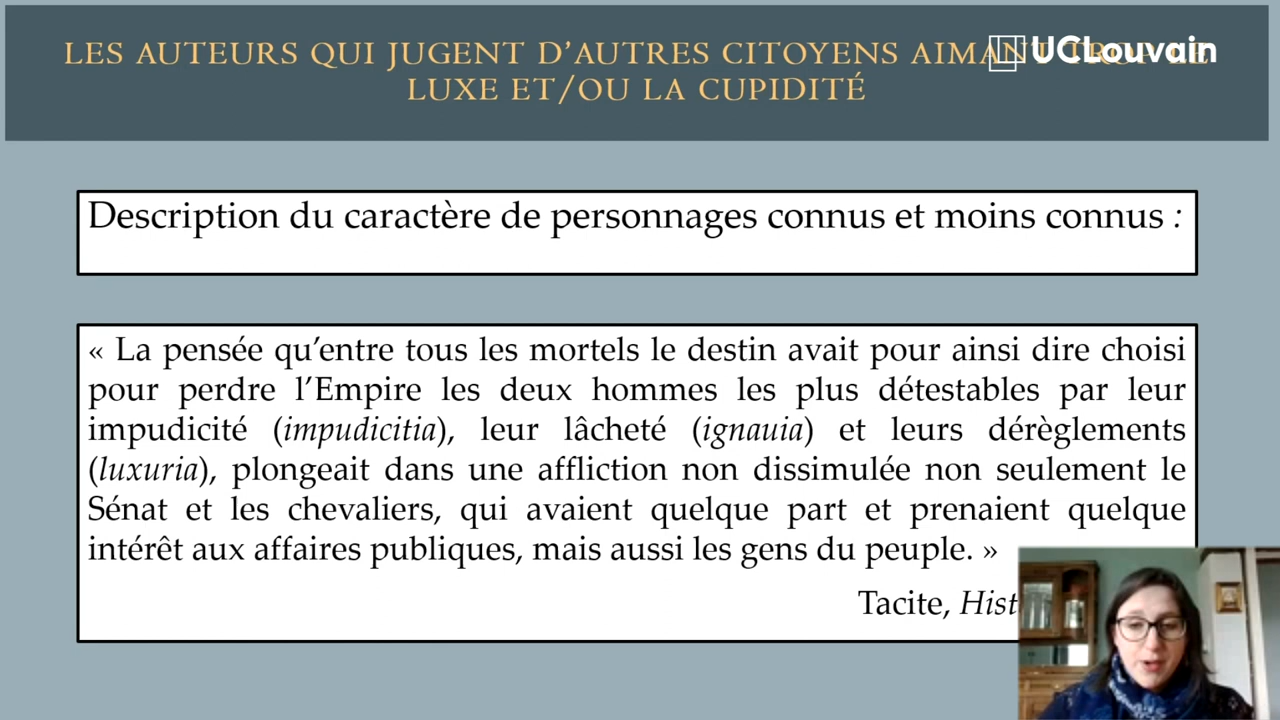 LES AUTEURS QUI JUGENT D’AUTRES CITOYENS
UCLouvain
LUXE ET/OU LA CUPIDITÉ
Description du caractère de personnages connus et moins connus :
« La pensée qu’entre tous les mortels le destin avait pour ainsi dire choisi
pour perdre l’Empire les deux hommes les plus détestables par leur
impudicité (impudicitia), leur lâcheté (ignauia) et leurs dérèglements
(luxuria), plongeait dans une affliction non dissimulée non seulement le
Sénat et les chevaliers, qui avaient quelque part et prenaient quelque
intérêt aux affaires publiques, mais aussi les gens du peuple. »
Tacite, Hist